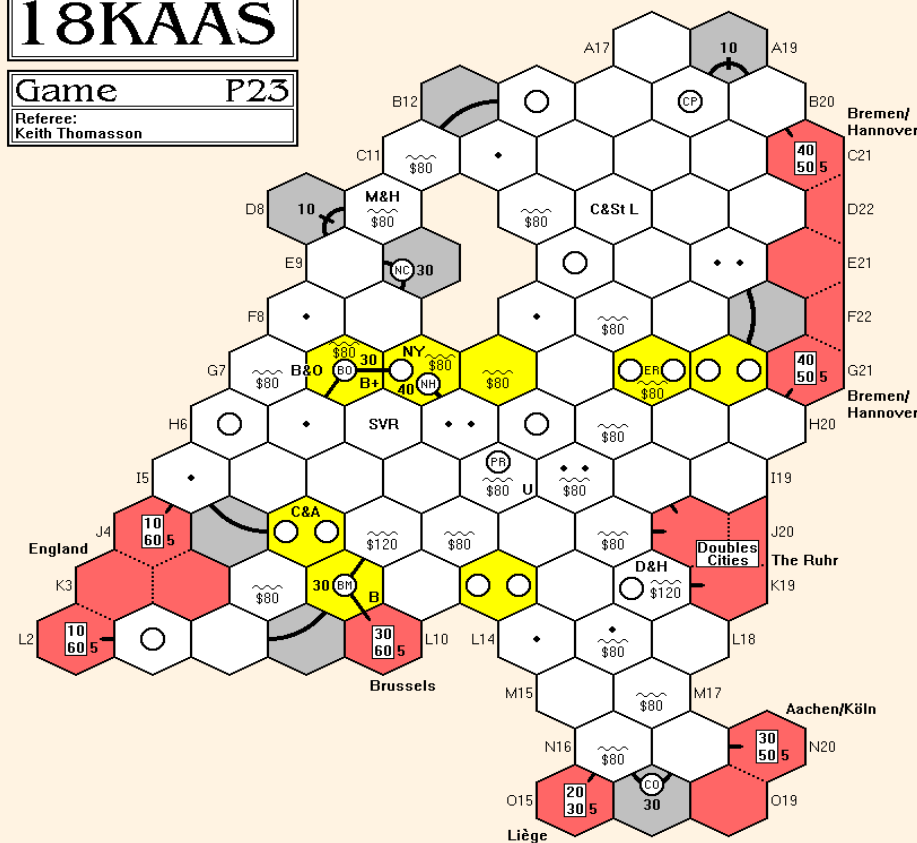 18KAAS
Game P23
Referee:
Keith Thomasson
A17 10 A19
B12 CP B20
Bremen/
Hannover
C11 $80 40 50 5 C21
D8 10 M&H $80 $80 C&St L D22
E9 NC 30 E21
F8 $80 F22
G7 $80 B&O $80 BO 30 B+ NY $80 40 NH $80 ER $80 40 50 5 G21
Bremen/
Hannover
H6 SVR $80 H20
I5 PR $80 U $80 I19
J4 10 60 5 C&A $120 $80 $80 J20
England
Doubles
Cities
The Ruhr
K3 $80 30 BM B D&H $120 K19
L2 10 60 5 30 60 5 L10 L14 $80 L18
Brussels
M15 $80 M17
Aachen/Köln
N16 $80 30 50 5 N20
O15 20 30 5 CO 30 O19
Liège